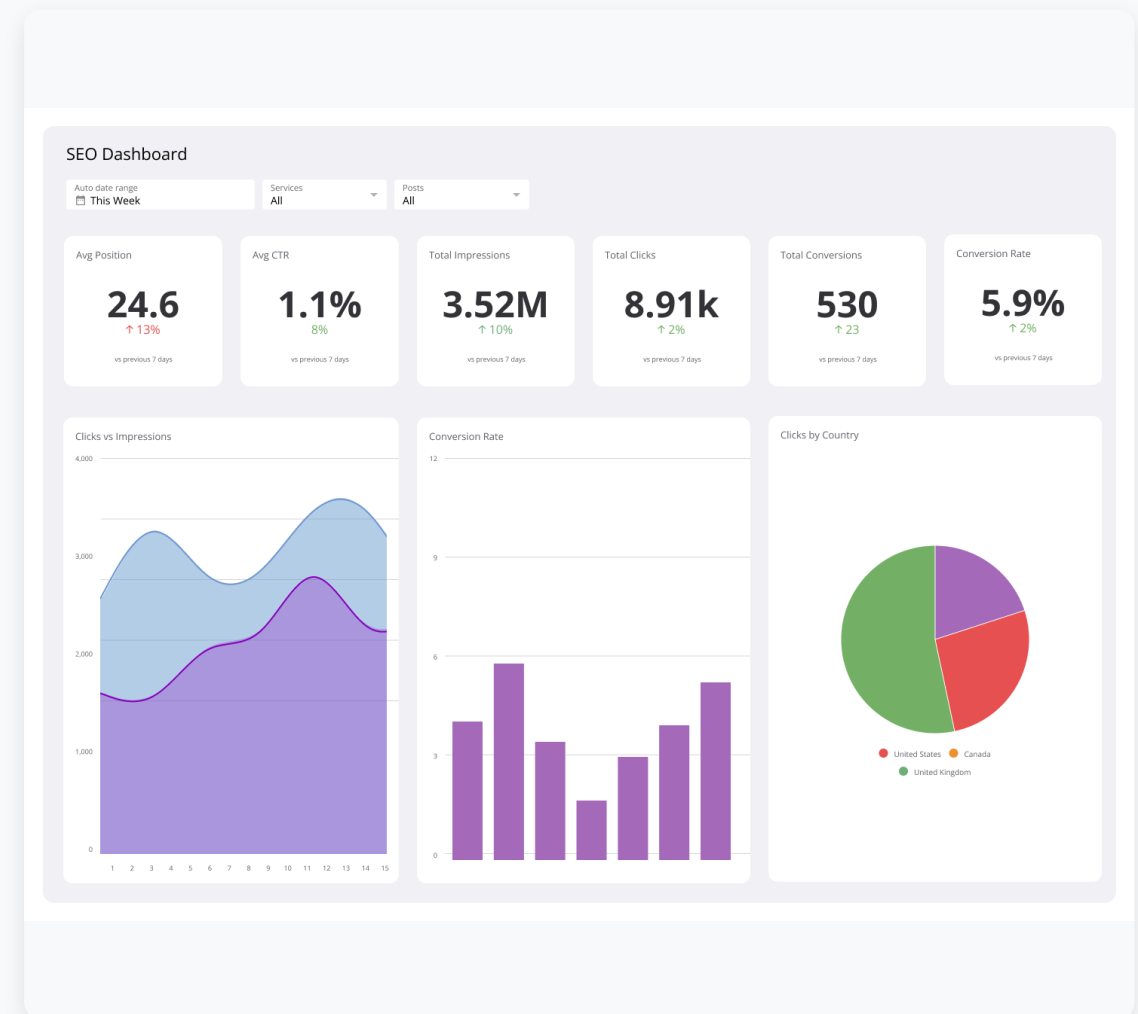 SEO Dashboard
Auto date range
This Week
Services
All
Posts
All
Avg Position
24.6
↑ 13%
vs previous 7 days
Avg CTR
1.1%
8%
vs previous 7 days
Total Impressions
3.52M
↑ 10%
vs previous 7 days
Total Clicks
8.91k
↑ 2%
vs previous 7 days
Total Conversions
530
↑ 23
vs previous 7 days
Conversion Rate
5.9%
↑ 2%
vs previous 7 days
Clicks vs Impressions
4,000
3,000
2,000
1,000
0
1 2 3 4 5 6 7 8 9 10 11 12 13 14 15
Conversion Rate
12
9
6
3
0
Clicks by Country
United States Canada
United Kingdom